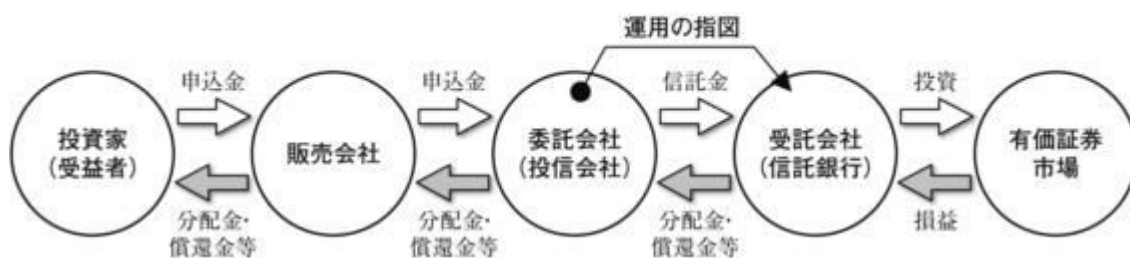 運用の指図
申込金
申込金
信託金
投資
投資家
(受益者)
販売会社
委託会社
(投信会社)
受託会社
(信託銀行)
有価証券
市場
分配金・
償還金等
分配金・
償還金等
分配金・
償還金等
損益